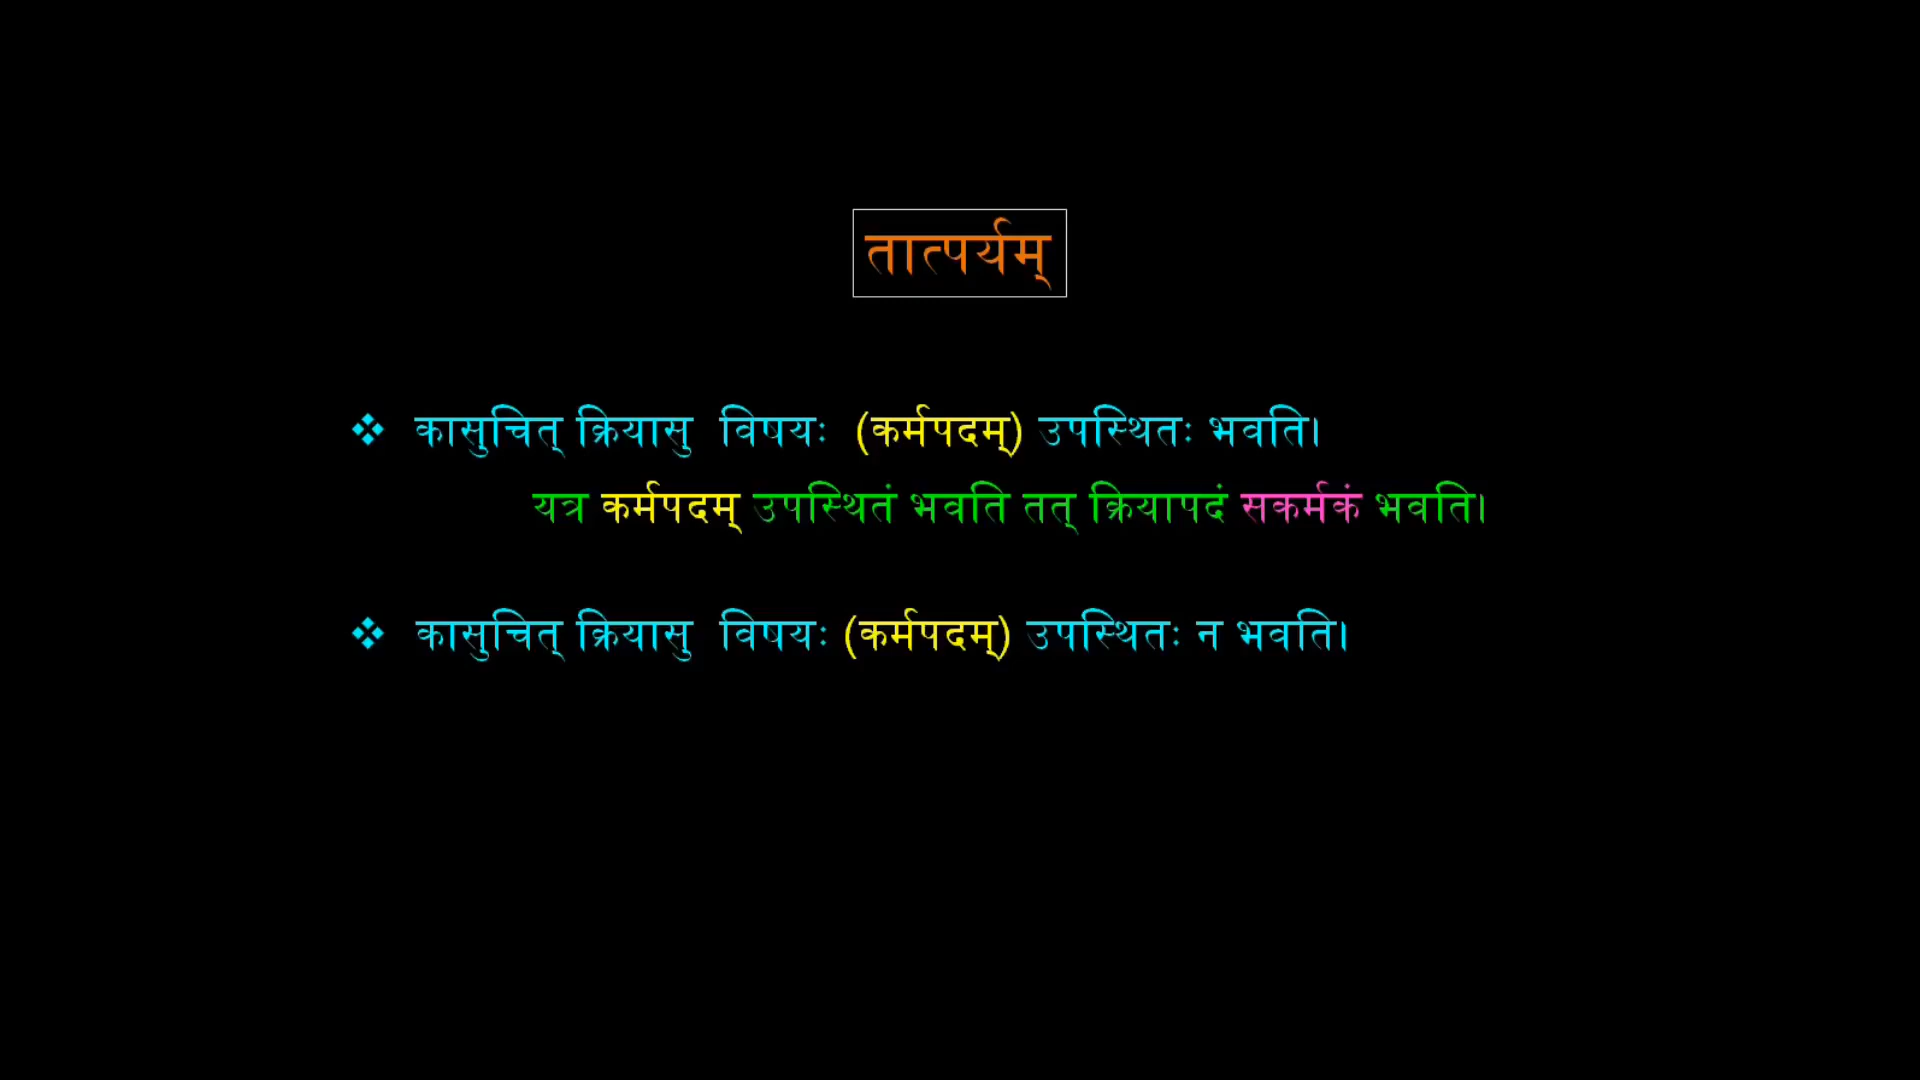 तात्पर्यम्
❖ कासुचित् क्रियासु विषयः (कर्मपदम्) उपस्थितः भवति।
यत्र कर्मपदम् उपस्थितं भवति तत् क्रियापदं सकर्मकं भवति।
❖ कासुचित् क्रियासु विषयः (कर्मपदम्) उपस्थितः न भवति।